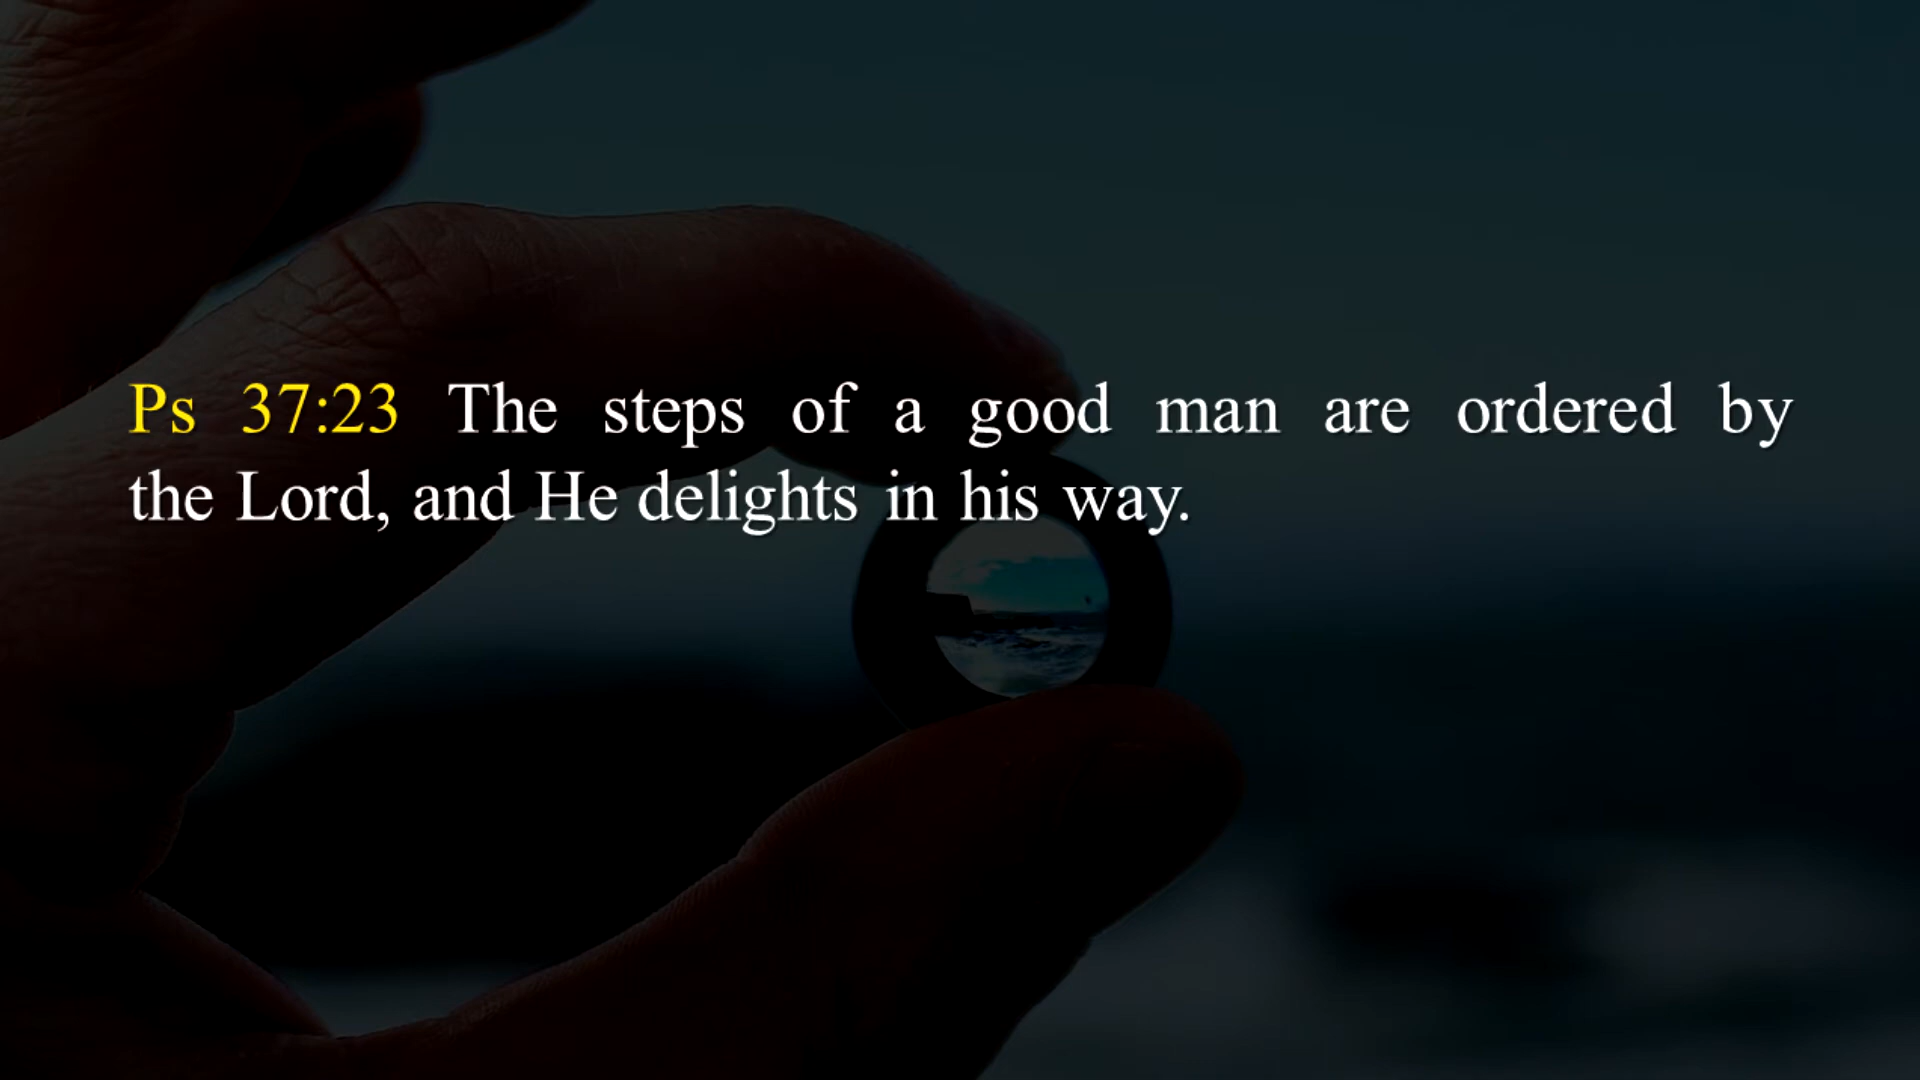 Ps 37:23 The steps of a good man are ordered by
the Lord, and He delights in his way.